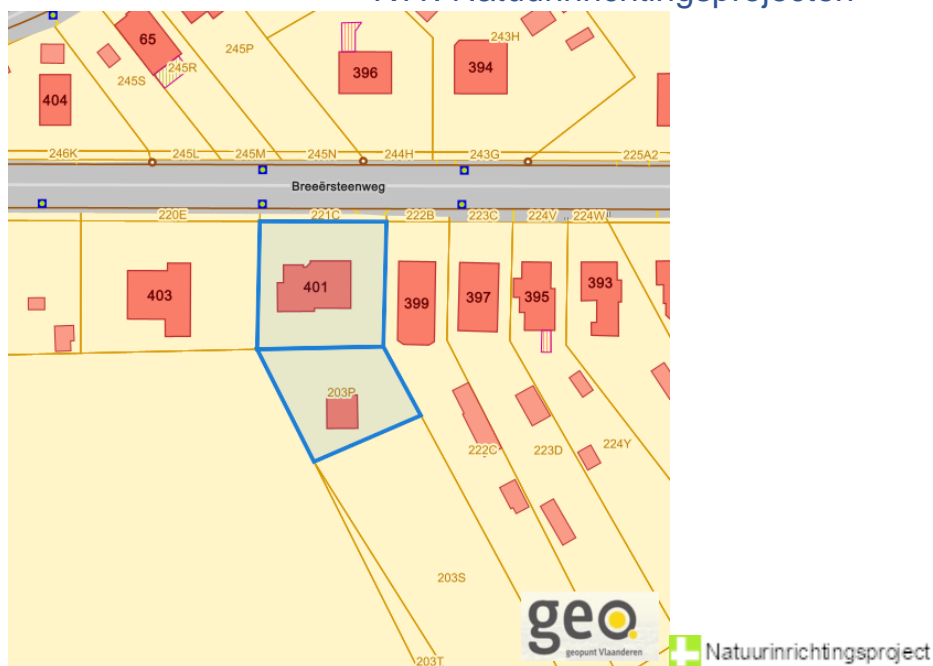 Natuurinrichtingsprojecten
65
245P
243H
245R
245S
396
394
404
246K
245L
245M
245N
244H
243G
225A2
Breeërsteenweg
220E
221C
222B
223C
224V
224W
403
401
399
397
395
393
203P
222C
223D
224Y
203S
203T
geo.
geopunt Vlaanderen
Natuurinrichtingsproject